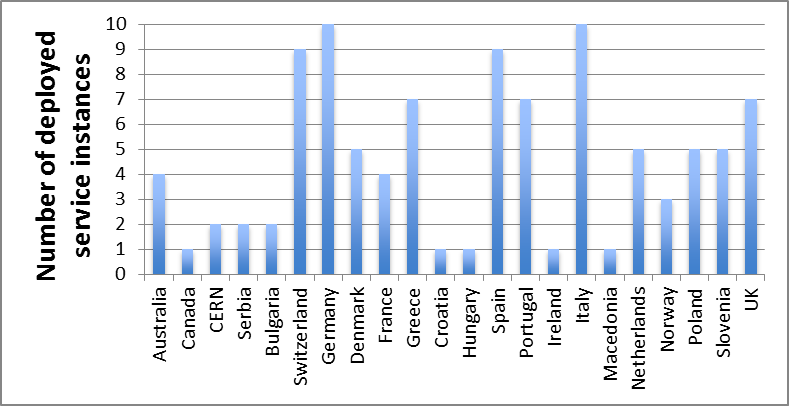 Number of deployed
service instances
10
9
8
7
6
5
4
3
2
1
0
Australia
Canada
CERN
Serbia
Bulgaria
Switzerland
Germany
Denmark
France
Greece
Croatia
Hungary
Spain
Portugal
Ireland
Italy
Macedonia
Netherlands
Norway
Poland
Slovenia
UK